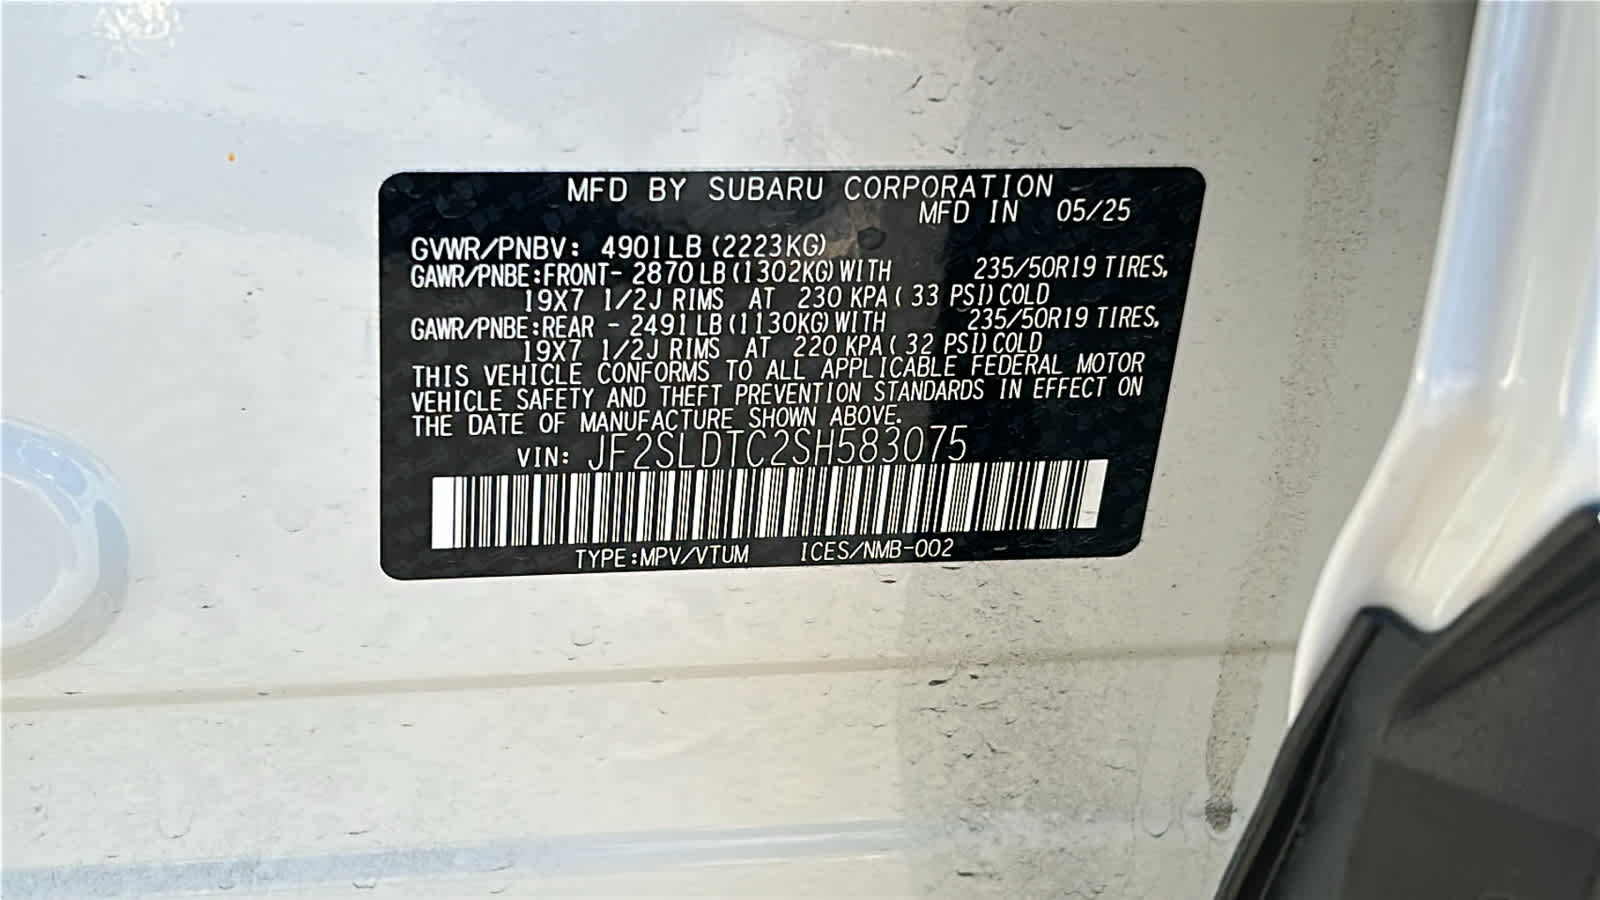 MFD BY SUBARU CORPORATION
MFD IN 05/25
GVWR/PNBV: 4901LB (2223KG)
GAWR/PNBE:FRONT- 2870LB (1302KG) WITH 235/50R19 TIRES,
19X7 1/2J RIMS AT 230 KPA ( 33 PSI) COLD
GAWR/PNBE:REAR - 2491LB (1130KG) WITH 235/50R19 TIRES,
19X7 1/2J RIMS AT 220 KPA ( 32 PSI) COLD
THIS VEHICLE CONFORMS TO ALL APPLICABLE FEDERAL MOTOR
VEHICLE SAFETY AND THEFT PREVENTION STANDARDS IN EFFECT ON
THE DATE OF MANUFACTURE SHOWN ABOVE.
VIN: JF2SLDTC2SH583075
TYPE:MPV/VTUM ICES/NMB-002